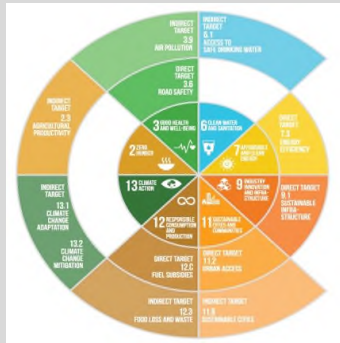 INDIRECT
TARGET
3.9
AIR POLLUTION
INDIRECT
TARGET
6.1
ACCESS TO
SAFE DRINKING WATER
DIRECT
TARGET
3.6
ROAD SAFETY
INDIRECT
TARGET
2.3
AGRICULTURAL
PRODUCTIVITY
3 GOOD HEALTH
AND WELL-BEING
6 CLEAN WATER
AND SANITATION
DIRECT
TARGET
7.3
ENERGY
EFFICIENCY
2 ZERO
HUNGER
7 AFFORDABLE
AND CLEAN
ENERGY
INDIRECT
TARGET
13.1
CLIMATE
CHANGE
ADAPTATION
13.2
CLIMATE
CHANGE
MITIGATION
13 CLIMATE
ACTION
9 INDUSTRY
INNOVATION AND
INFRA-
STRUCTURE
DIRECT TARGET
9.1
SUSTAINABLE
INFRA-
STRUCTURE
12 RESPONSIBLE
CONSUMPTION
AND
PRODUCTION
11 SUSTAINABLE
CITIES AND
COMMUNITIES
DIRECT TARGET
12.C
FUEL SUBSIDIES
DIRECT TARGET
11.2
URBAN ACCESS
INDIRECT TARGET
12.3
FOOD LOSS AND WASTE
INDIRECT TARGET
11.6
SUSTAINABLE CITIES